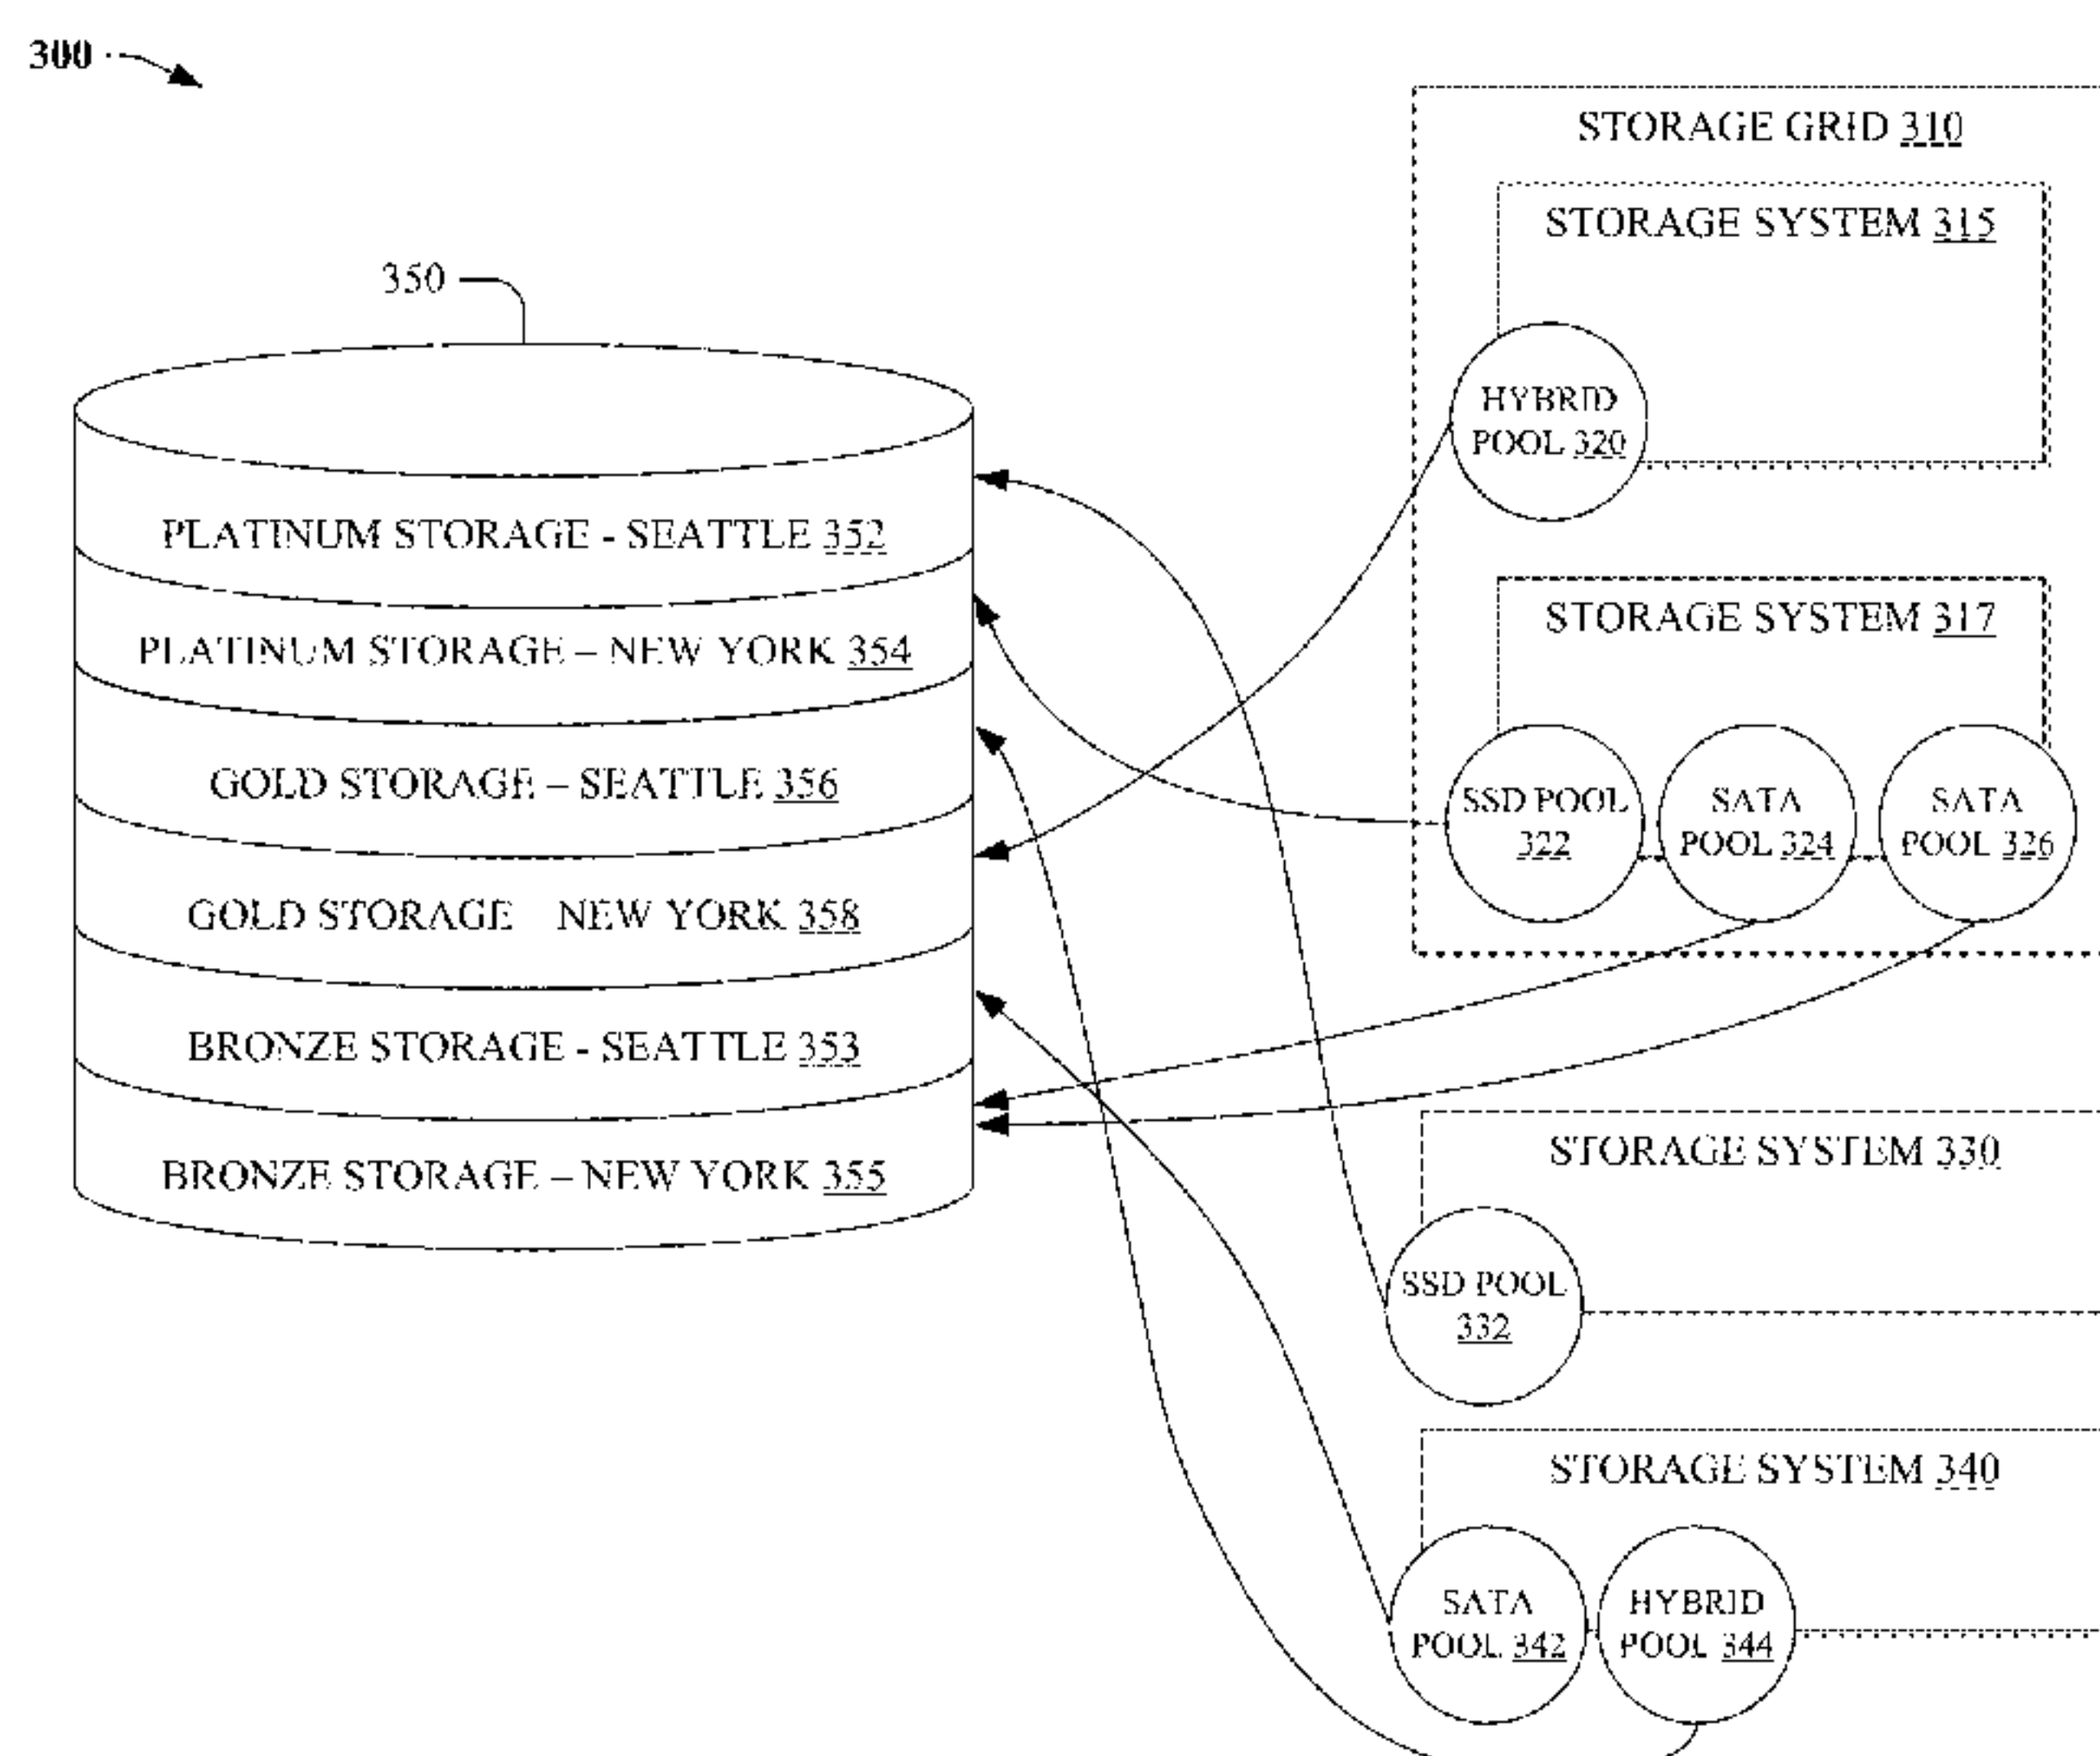 300
350
PLATINUM STORAGE - SEATTLE 352
PLATINUM STORAGE – NEW YORK 354
GOLD STORAGE – SEATTLE 356
GOLD STORAGE NEW YORK 358
BRONZE STORAGE - SEATTLE 353
BRONZE STORAGE – NEW YORK 355
STORAGE GRID 310
STORAGE SYSTEM 315
HYBRID
POOL 320
STORAGE SYSTEM 317
SSD POOL
322
SATA
POOL 324
SATA
POOL 326
STORAGE SYSTEM 330
SSD POOL
332
STORAGE SYSTEM 340
SATA
POOL 342
HYBRID
POOL 344